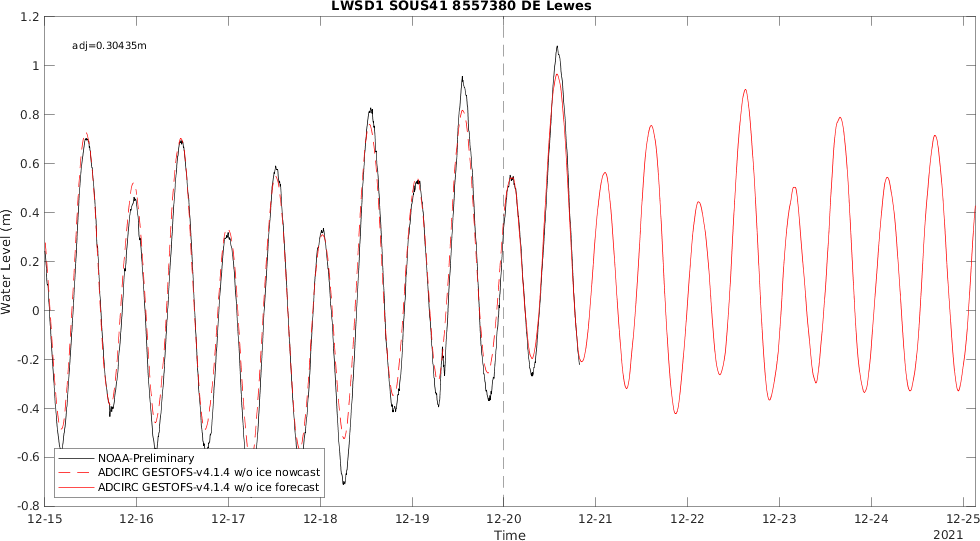 LWSD1 SOUS41 8557380 DE Lewes
adj=0.30435m
1.2
1
0.8
0.6
0.4
0.2
0
-0.2
-0.4
-0.6
-0.8
Water Level (m)
NOAA-Preliminary
ADCIRC GESTOFS-v4.1.4 w/o ice nowcast
ADCIRC GESTOFS-v4.1.4 w/o ice forecast
12-15 12-16 12-17 12-18 12-19 12-20 12-21 12-22 12-23 12-24 12-25
Time
2021